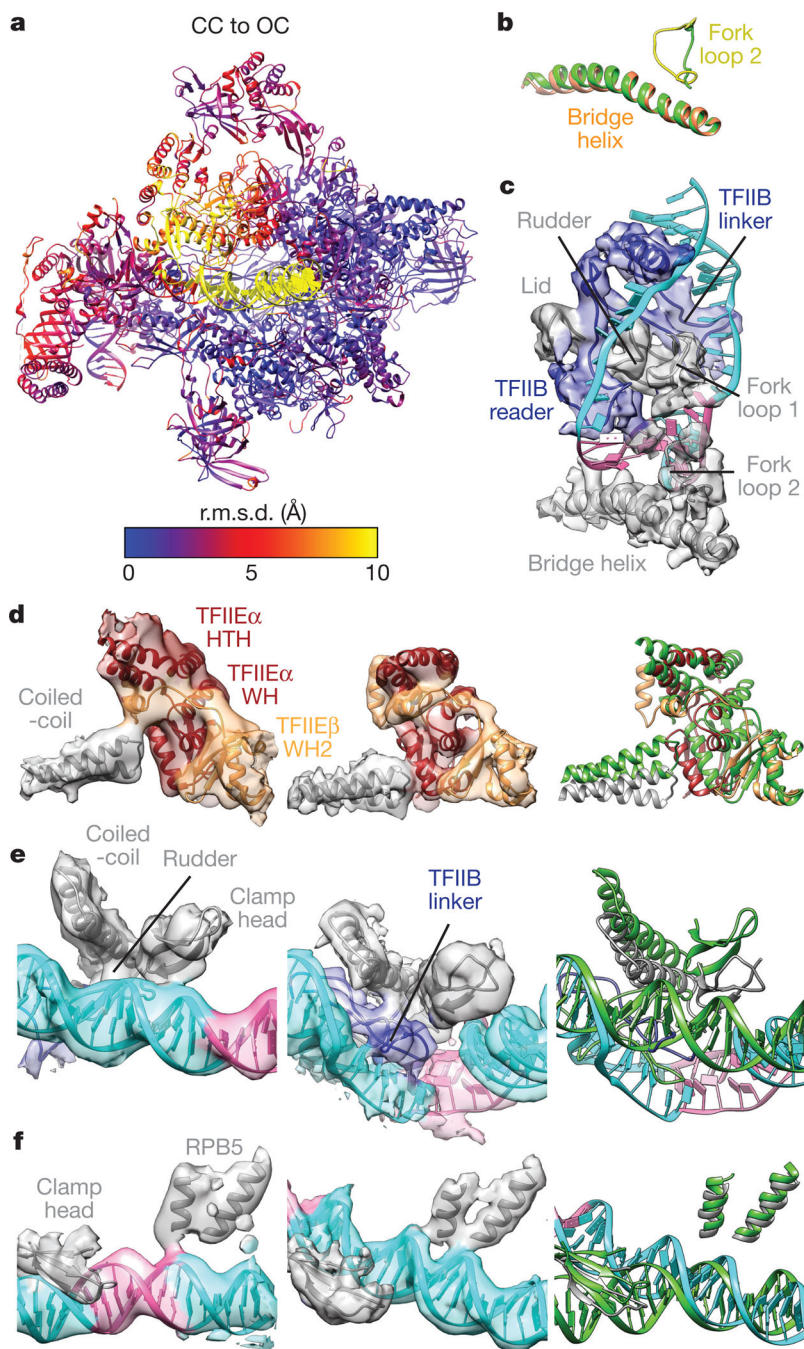 a
CC to OC
r.m.s.d. (Å)
0
5
10
b
Fork
loop 2
Bridge
helix
c
Rudder
TFIIB
linker
Lid
TFIIB
reader
Fork
loop 1
Fork
loop 2
Bridge helix
d
TFIIEα
HTH
TFIIEα
WH
Coiled
-coil
TFIIEβ
WH2
e
Coiled
-coil
Rudder
Clamp
head
TFIIB
linker
f
RPB5
Clamp
head